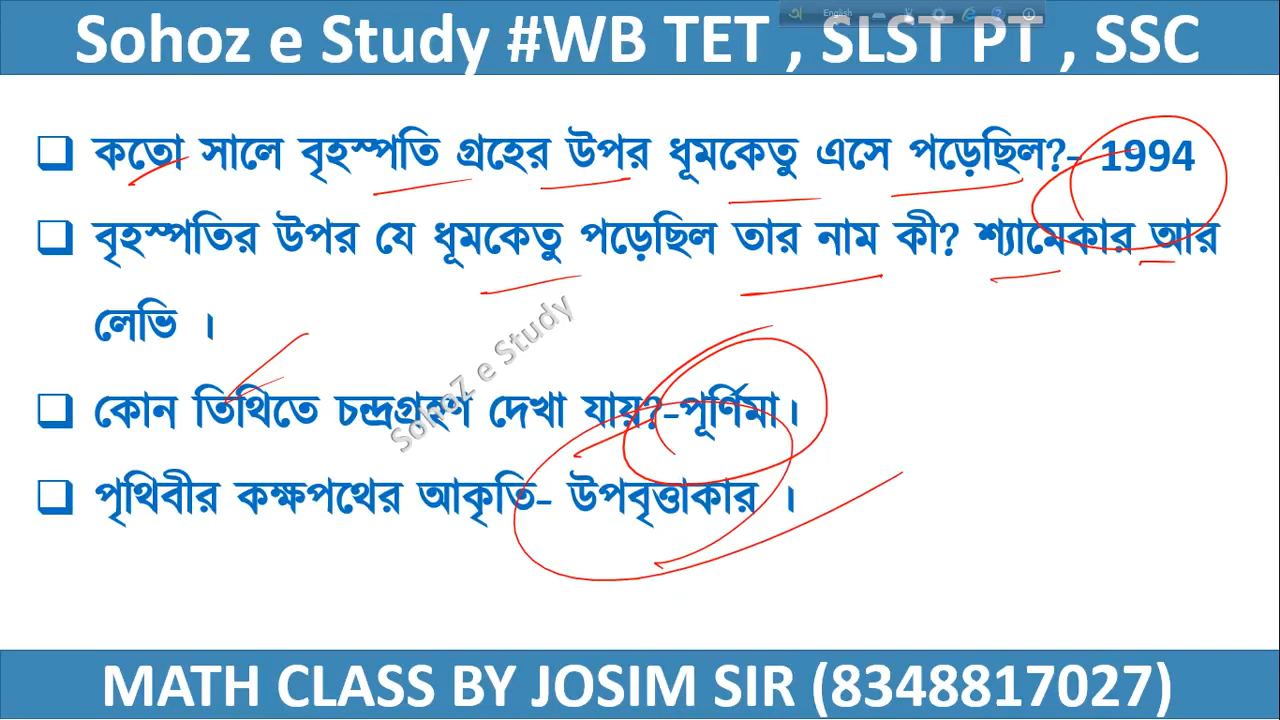 Sohoz e Study #WB TET , SLST PT , SSC
English
কতো সালে বৃহস্পতি গ্রহের উপর ধূমকেতু এসে পড়েছিল?- 1994
বৃহস্পতির উপর যে ধূমকেতু পড়েছিল তার নাম কী? শ্যামেকার আর
লেভি ।
SohoZ e Study
কোন তিথিতে চন্দ্রগ্রহণ দেখা যায়?-পূর্ণিমা।
পৃথিবীর কক্ষপথের আকৃতি- উপবৃত্তাকার ।
MATH CLASS BY JOSIM SIR (8348817027)